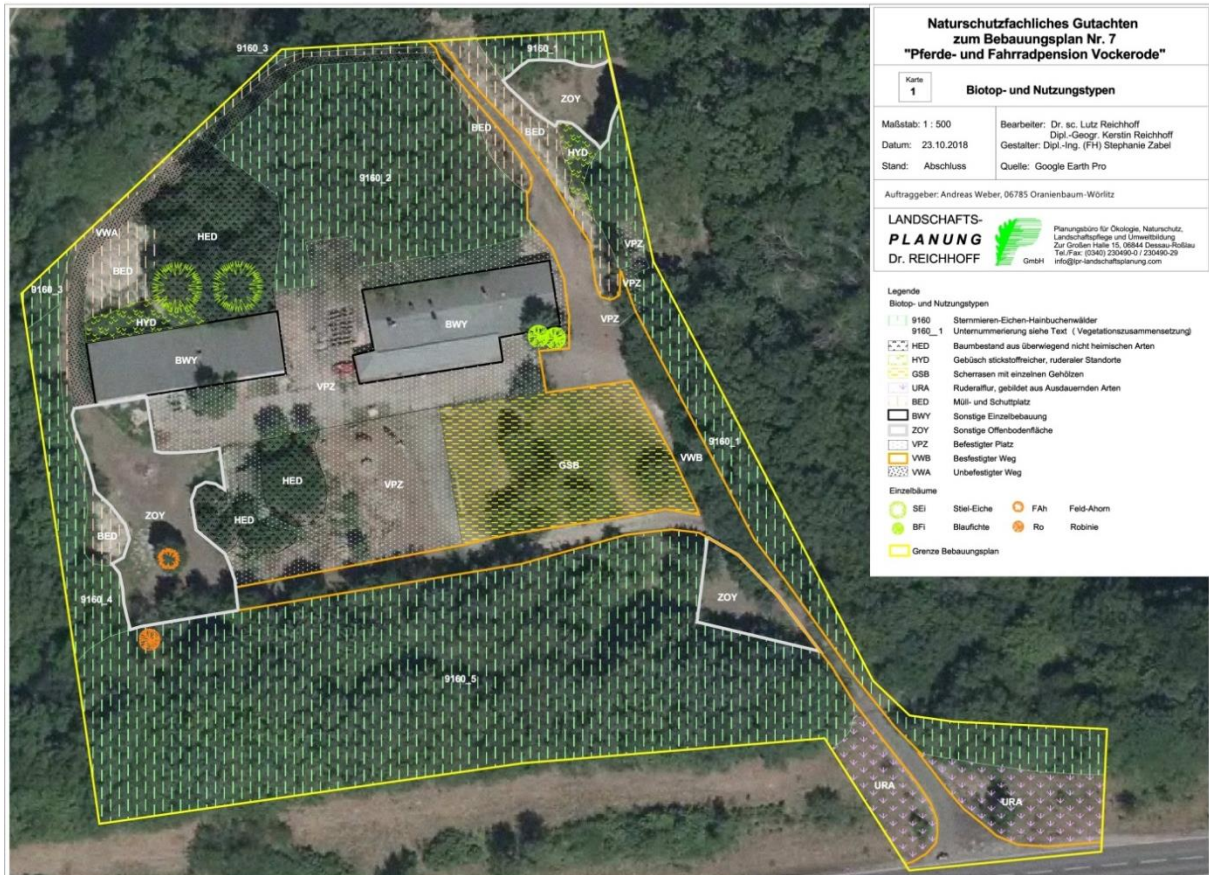 Naturschutzfachliches Gutachten
zum Bebauungsplan Nr. 7
"Pferde- und Fahrradpension Vockerode"
Karte
1
Biotop- und Nutzungstypen
Maßstab: 1 : 500
Datum: 23.10.2018
Stand: Abschluss
Bearbeiter: Dr. sc. Lutz Reichhoff
Dipl.-Geogr. Kerstin Reichhoff
Gestalter: Dipl.-Ing. (FH) Stephanie Zabel
Quelle: Google Earth Pro
Auftraggeber: Andreas Weber, 06785 Oranienbaum-Wörlitz
LANDSCHAFTS-
PLANUNG
Dr. REICHHOFF
GmbH
Planungsbüro für Ökologie, Naturschutz,
Landschaftspflege und Umweltbildung
Zur Großen Halle 15, 06844 Dessau-Roßlau
Tel./Fax: (0340) 230490-0 / 230490-29
info@lpr-landschaftsplanung.com
Legende
Biotop- und Nutzungstypen
9160 Sternmieren-Eichen-Hainbuchenwälder
9160_1 Unternummerierung siehe Text ( Vegetationszusammensetzung)
HED Baumbestand aus überwiegend nicht heimischen Arten
HYD Gebüsch stickstoffreicher, ruderaler Standorte
GSB Scherrasen mit einzelnen Gehölzen
URA Ruderalflur, gebildet aus Ausdauernden Arten
BED Müll- und Schuttplatz
BWY Sonstige Einzelbebauung
ZOY Sonstige Offenbodenfläche
VPZ Befestigter Platz
VWB Besfestigter Weg
VWA Unbefestigter Weg
Einzelbäume
SEi Stiel-Eiche FAh Feld-Ahorn
BFi Blaufichte Ro Robinie
Grenze Bebauungsplan
9160_3
9160_1
ZOY
BED
BED
HYD
9160_2
VWA
HED
BED
VPZ
VPZ
9160_3
HYD
VPZ
BWY
BWY
VPZ
9160_1
VWB
GSB
HED
VPZ
ZOY
HED
BED
9160_4
ZOY
9160_5
URA
URA